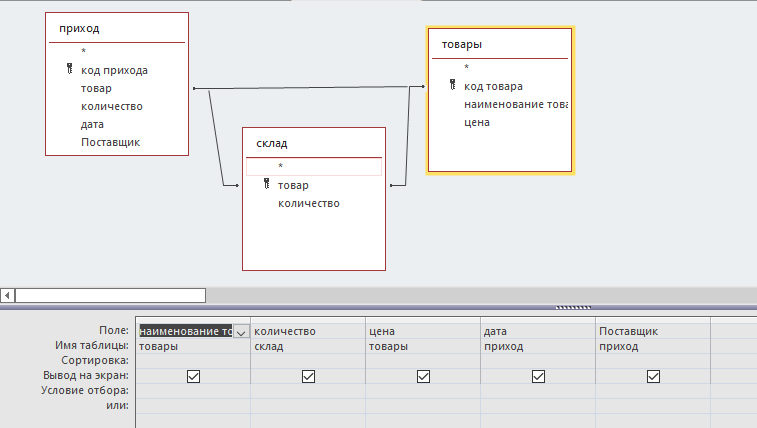 приход
*
код прихода
товар
количество
дата
Поставщик
товары
*
код товара
наименование това
цена
склад
*
товар
количество
Поле: наименование то количество цена дата Поставщик
Имя таблицы: товары склад товары приход приход
Сортировка:
Вывод на экран:
Условие отбора:
или: